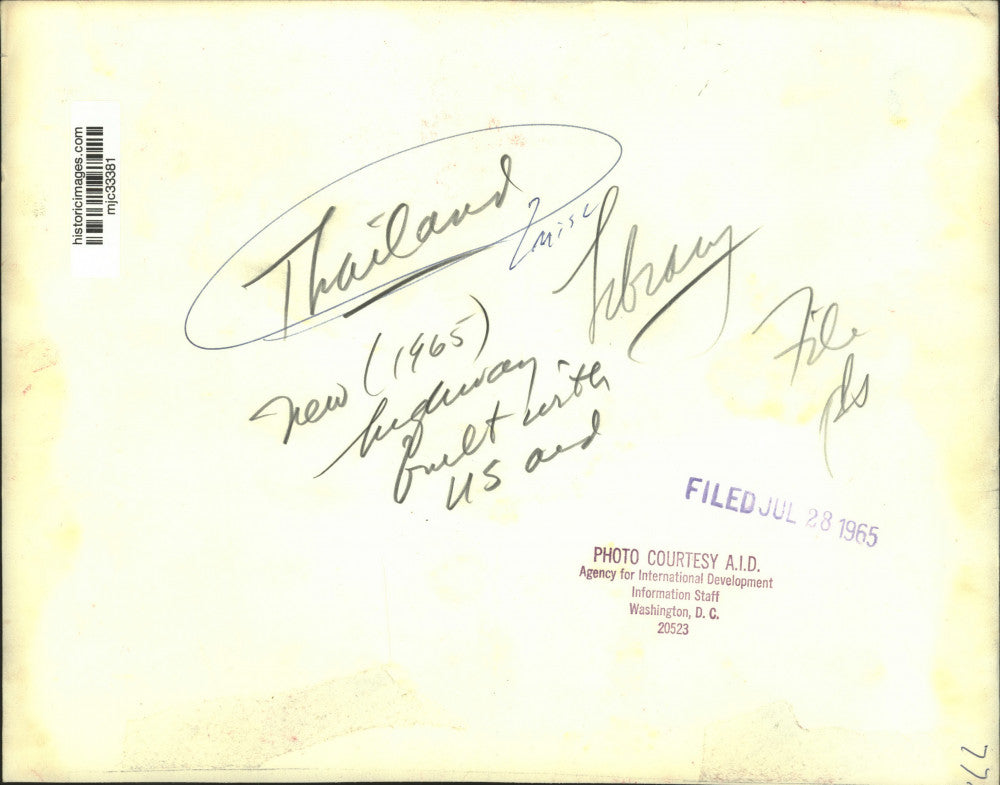 historicimages.com
mjc33381
Thailand
misc
Library
File
pls
new (1965)
highway
built with
US aid
FILED JUL 28 1965
PHOTO COURTESY A.I.D.
Agency for International Development
Information Staff
Washington, D. C.
20523